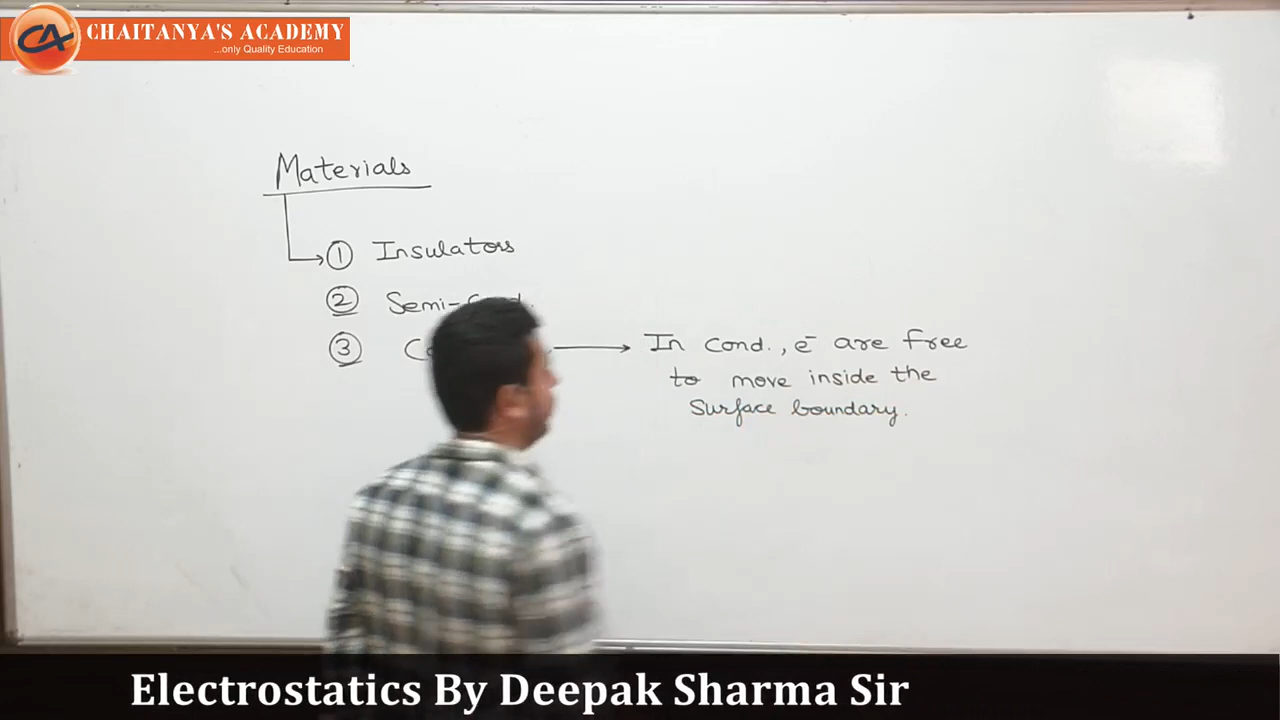 CHAITANYA'S ACADEMY
...only Quality Education
Materials
① Insulators
② Semi-
③
In Cond., e⁻ are free
to move inside the
Surface boundary.
Electrostatics By Deepak Sharma Sir